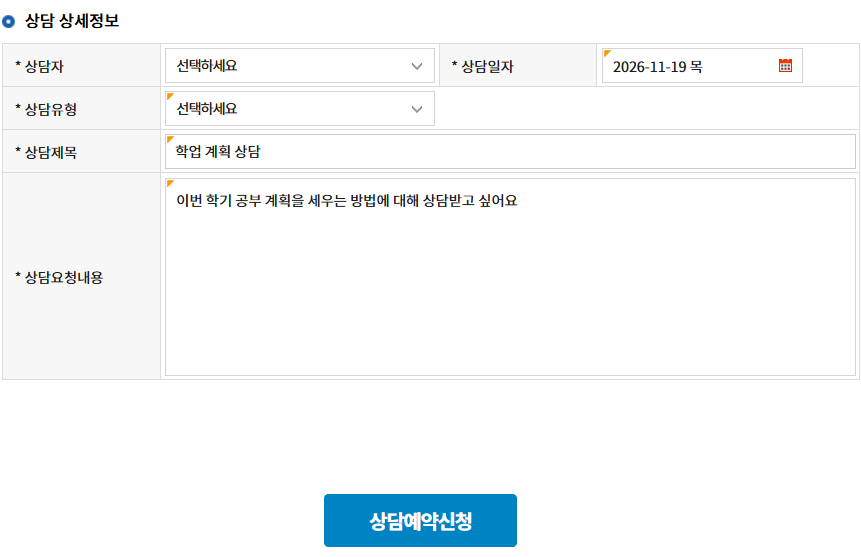 상담 상세정보
* 상담자 선택하세요 * 상담일자 2026-11-19 목
* 상담유형 선택하세요
* 상담제목 학업 계획 상담
* 상담요청내용 이번 학기 공부 계획을 세우는 방법에 대해 상담받고 싶어요
상담예약신청